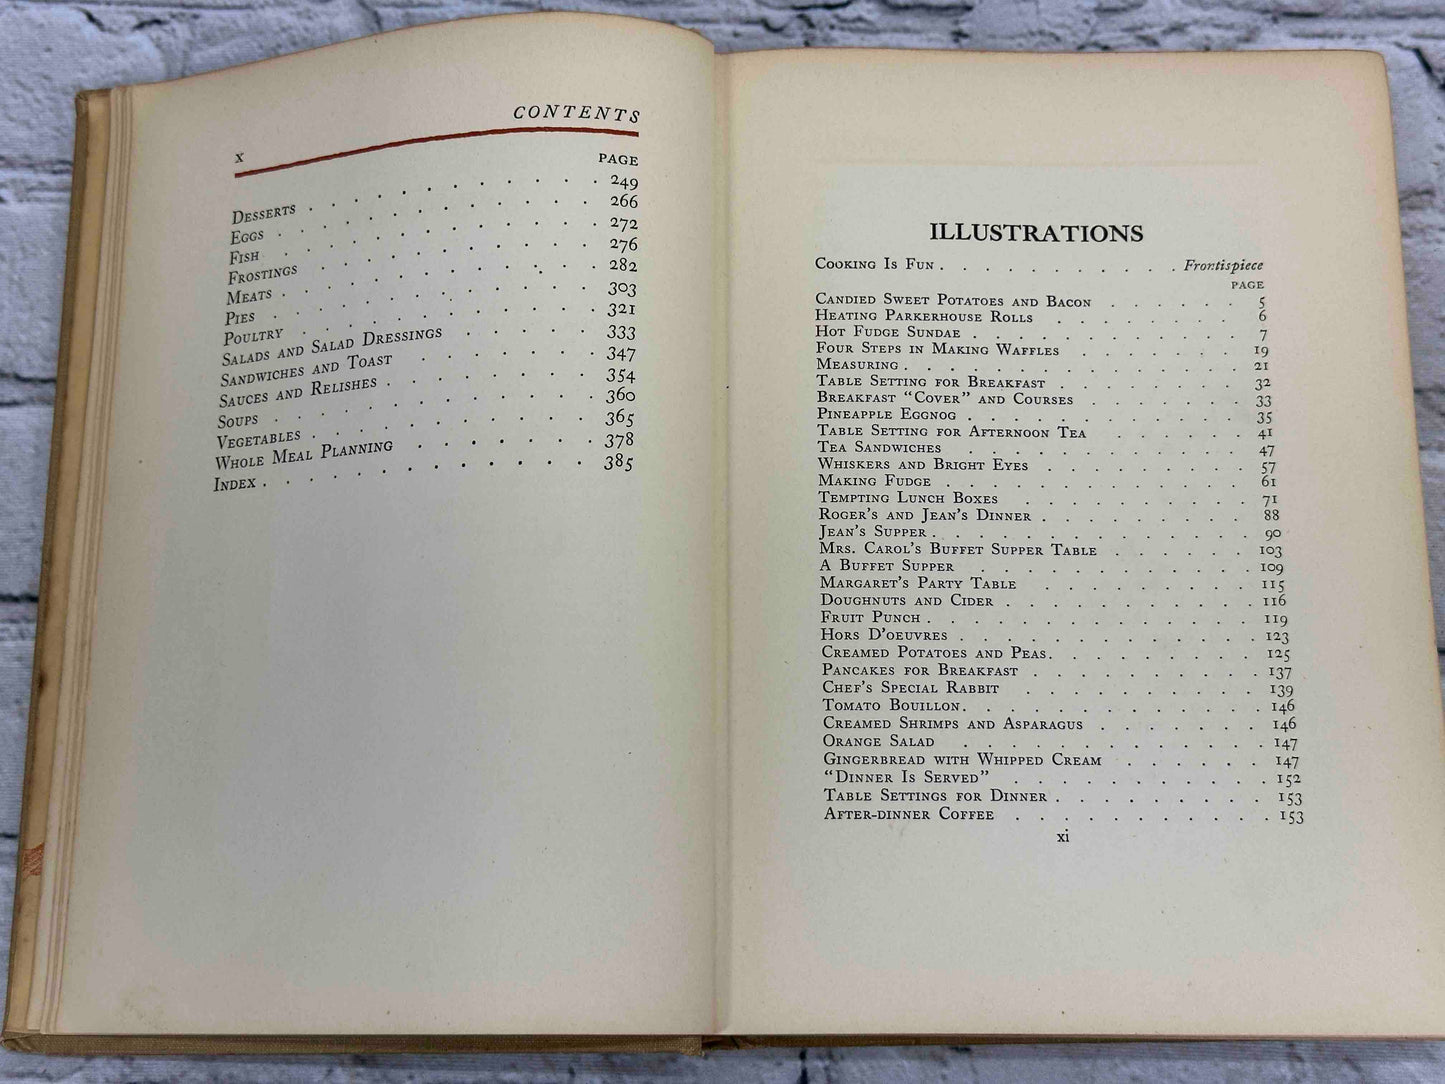 CONTENTS
x
PAGE
DESSERTS . . . . . . . . . . . . 249
EGGS . . . . . . . . . . . . . 266
FISH . . . . . . . . . . . . . 272
FROSTINGS . . . . . . . . . . . . 276
MEATS . . . . . . . . . . . . . 282
PIES . . . . . . . . . . . . . 303
POULTRY . . . . . . . . . . . . 321
SALADS AND SALAD DRESSINGS . . . . . . 333
SANDWICHES AND TOAST . . . . . . . 347
SAUCES AND RELISHES . . . . . . . . 354
SOUPS . . . . . . . . . . . . . 360
VEGETABLES . . . . . . . . . . . 365
WHOLE MEAL PLANNING . . . . . . . 378
INDEX . . . . . . . . . . . . . 385
ILLUSTRATIONS
COOKING IS FUN . . . . . . . . . . . Frontispiece
PAGE
CANDIED SWEET POTATOES AND BACON . . . . . . 5
HEATING PARKERHOUSE ROLLS . . . . . . . 6
HOT FUDGE SUNDAE . . . . . . . . . . 7
FOUR STEPS IN MAKING WAFFLES . . . . . . . 19
MEASURING . . . . . . . . . . . . . 21
TABLE SETTING FOR BREAKFAST . . . . . . . 32
BREAKFAST "COVER" AND COURSES . . . . . . 33
PINEAPPLE EGGNOG . . . . . . . . . . 35
TABLE SETTING FOR AFTERNOON TEA . . . . . . 41
TEA SANDWICHES . . . . . . . . . . 47
WHISKERS AND BRIGHT EYES . . . . . . . 57
MAKING FUDGE . . . . . . . . . . . 61
TEMPTING LUNCH BOXES . . . . . . . . 71
ROGER'S AND JEAN'S DINNER . . . . . . . . 88
JEAN'S SUPPER . . . . . . . . . . . 90
MRS. CAROL'S BUFFET SUPPER TABLE . . . . . . 103
A BUFFET SUPPER . . . . . . . . . 109
MARGARET'S PARTY TABLE . . . . . . . . 115
DOUGHNUTS AND CIDER . . . . . . . . . 116
FRUIT PUNCH . . . . . . . . . . . 119
HORS D'OEUVRES . . . . . . . . . . 123
CREAMED POTATOES AND PEAS. . . . . . . . 125
PANCAKES FOR BREAKFAST . . . . . . . . 137
CHEF'S SPECIAL RABBIT . . . . . . . . 139
TOMATO BOUILLON. . . . . . . . . . . 146
CREAMED SHRIMPS AND ASPARAGUS . . . . . . 146
ORANGE SALAD . . . . . . . . . . 147
GINGERBREAD WITH WHIPPED CREAM . . . . . . 147
"DINNER IS SERVED" . . . . . . . . . 152
TABLE SETTINGS FOR DINNER . . . . . . . . 153
AFTER-DINNER COFFEE . . . . . . . . . 153
xi